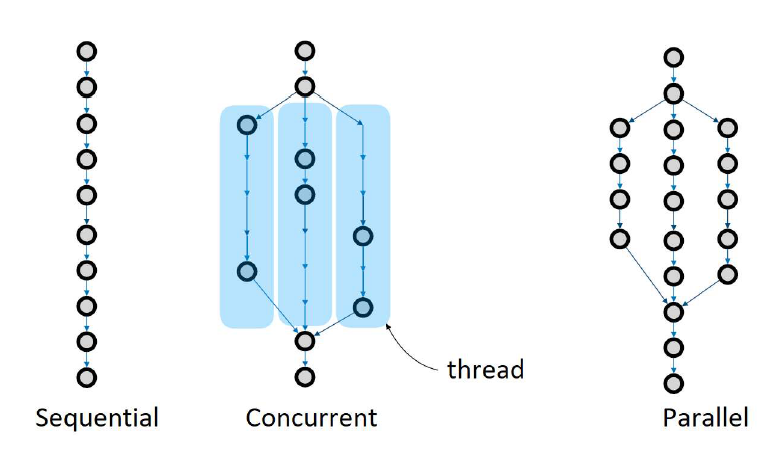 thread
Sequential
Concurrent
Parallel